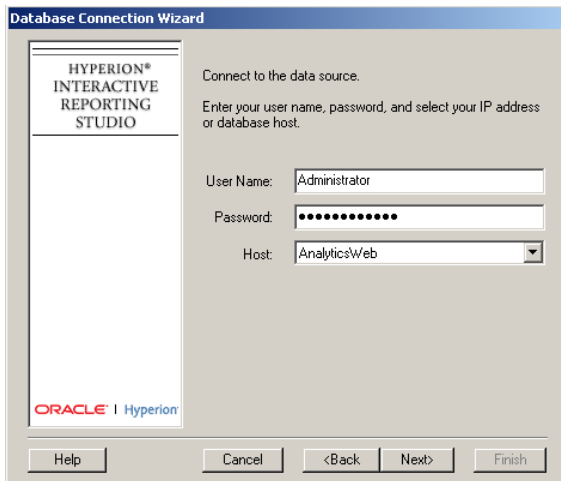 Database Connection Wizard
HYPERION®
INTERACTIVE
REPORTING
STUDIO
Connect to the data source.
Enter your user name, password, and select your IP address
or database host.
User Name: Administrator
Password: ●●●●●●●●●●●●
Host: AnalyticsWeb
ORACLE® | Hyperion®
Help Cancel <Back Next> Finish